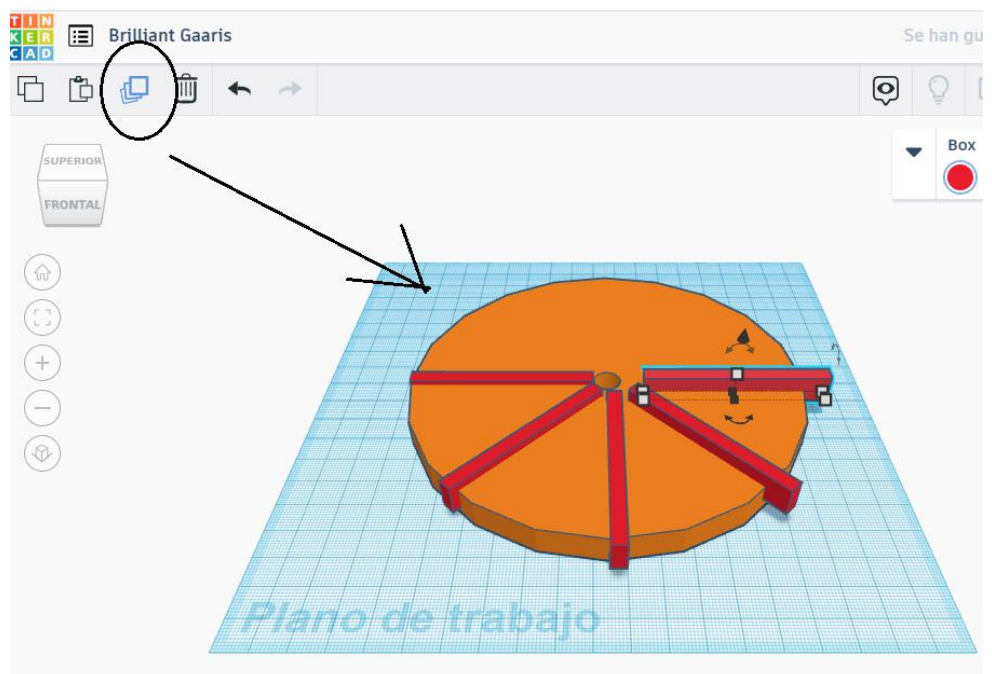 TIN
KER
CAD
Brilliant Gaaris
Se han gu
Box
SUPERIOR
FRONTAL
Plano de trabajo